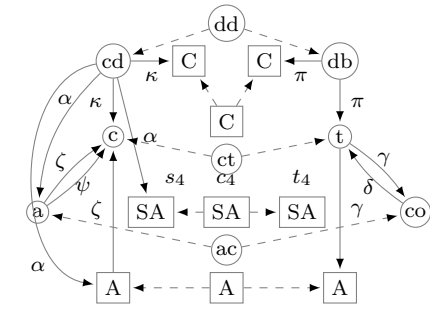 dd
cd C C db
α κ π
κ π
C
c α t
ζ ct γ
ψ s₄ c₄ t₄ δ
a ζ SA SA SA γ co
ac
α A A A